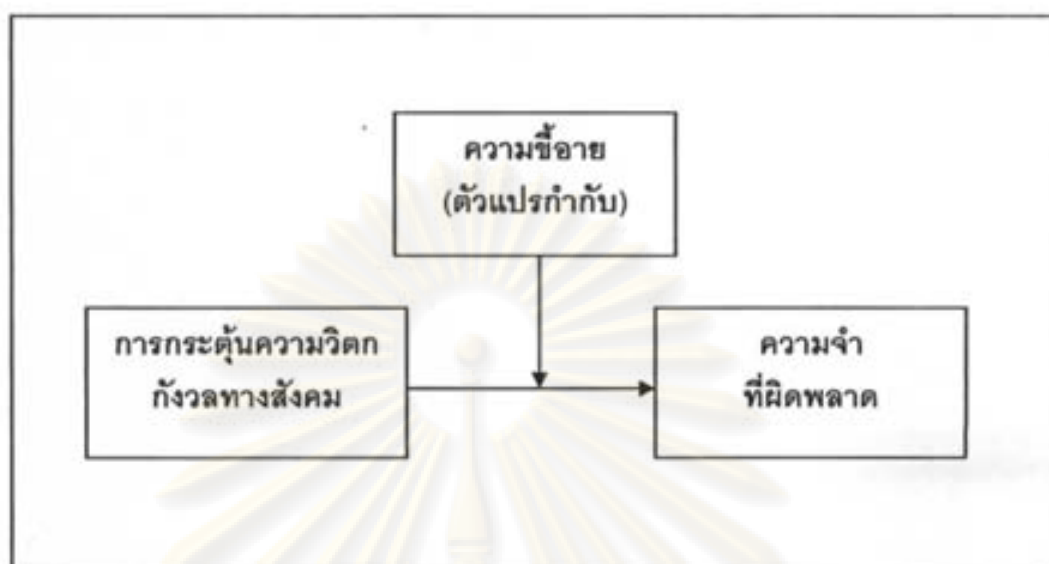 ความขี้อาย
(ตัวแปรกำกับ)
การกระตุ้นความวิตก
กังวลทางสังคม
ความจำ
ที่ผิดพลาด